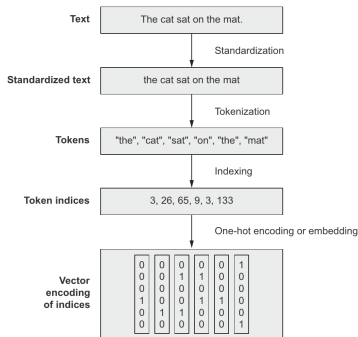 Text
The cat sat on the mat.
Standardization
Standardized text
the cat sat on the mat
Tokenization
Tokens
"the", "cat", "sat", "on", "the", "mat"
Indexing
Token indices
3, 26, 65, 9, 3, 133
One-hot encoding or embedding
Vector
encoding
of indices
0 0 0 0 0 1
0 0 1 1 0 0
0 0 0 0 0 0
1 0 0 0 1 0
0 1 1 0 0 0
0 0 0 0 0 1